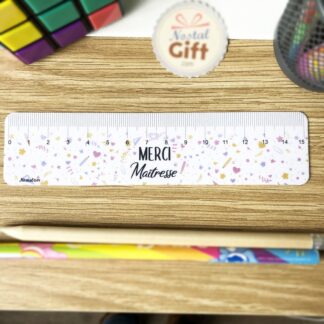 Nostal
Gift
.com
0 1 2 3 4 5 6 7 8 9 10 11 12 13 14 15
MERCI
Maîtresse